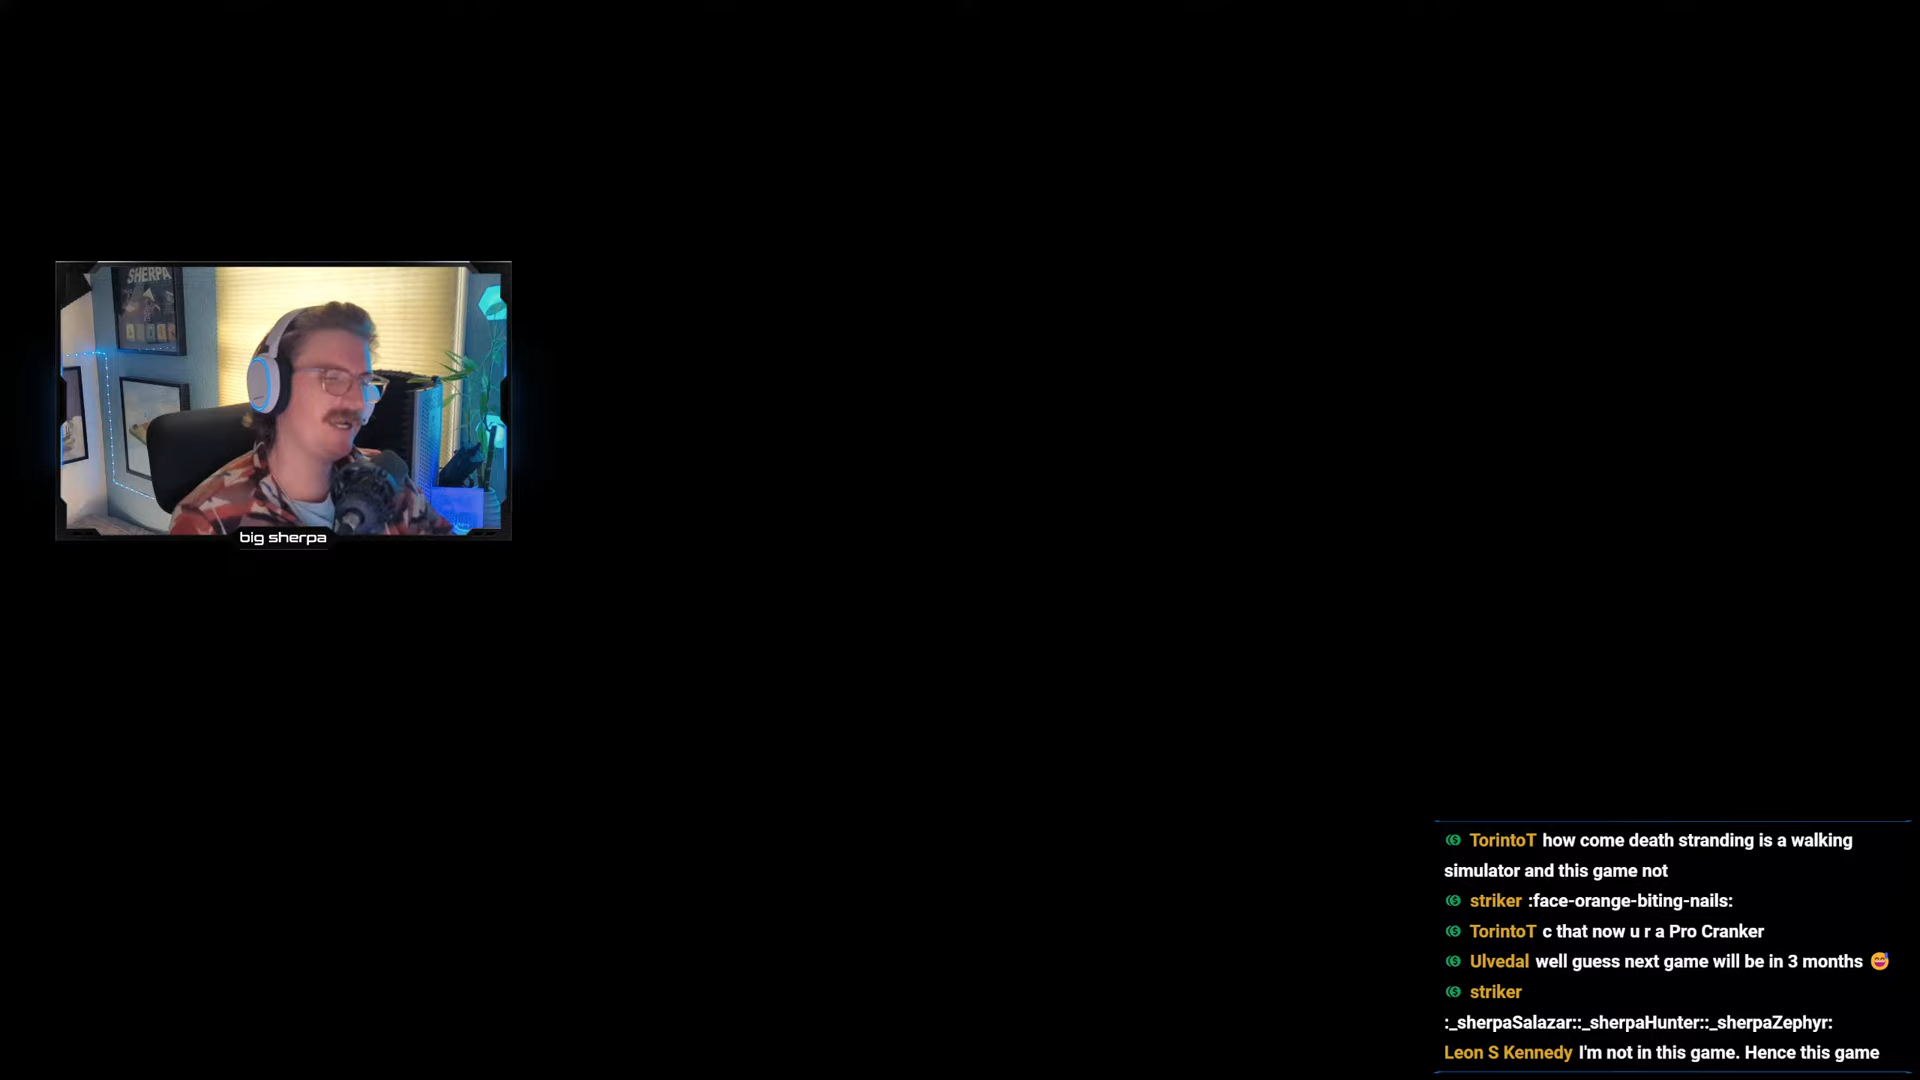 SHERPA
big sherpa
TorintoT how come death stranding is a walking
simulator and this game not
striker :face-orange-biting-nails:
TorintoT c that now u r a Pro Cranker
Ulvedal well guess next game will be in 3 months 😅
striker
:_sherpaSalazar::_sherpaHunter::_sherpaZephyr:
Leon S Kennedy I'm not in this game. Hence this game